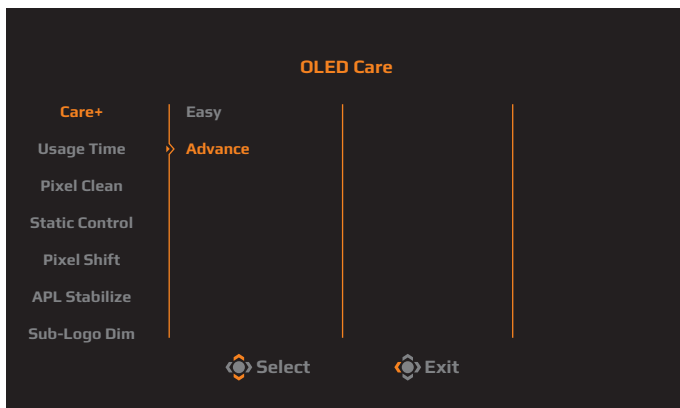 OLED Care
Care+
Easy
Usage Time
Advance
Pixel Clean
Static Control
Pixel Shift
APL Stabilize
Sub-Logo Dim
Select
Exit